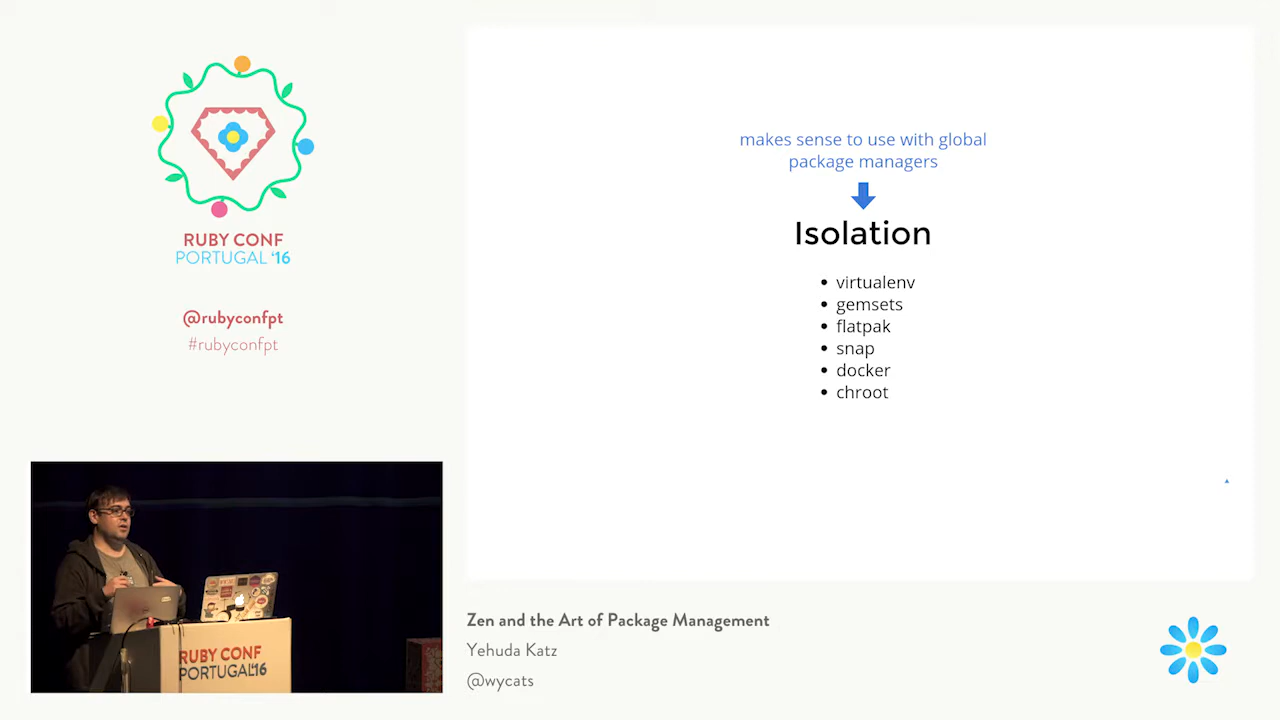 RUBY CONF
PORTUGAL '16
@rubyconfpt
#rubyconfpt
makes sense to use with global
package managers
Isolation
• virtualenv
• gemsets
• flatpak
• snap
• docker
• chroot
RUBY CONF
PORTUGAL'16
Zen and the Art of Package Management
Yehuda Katz
@wycats